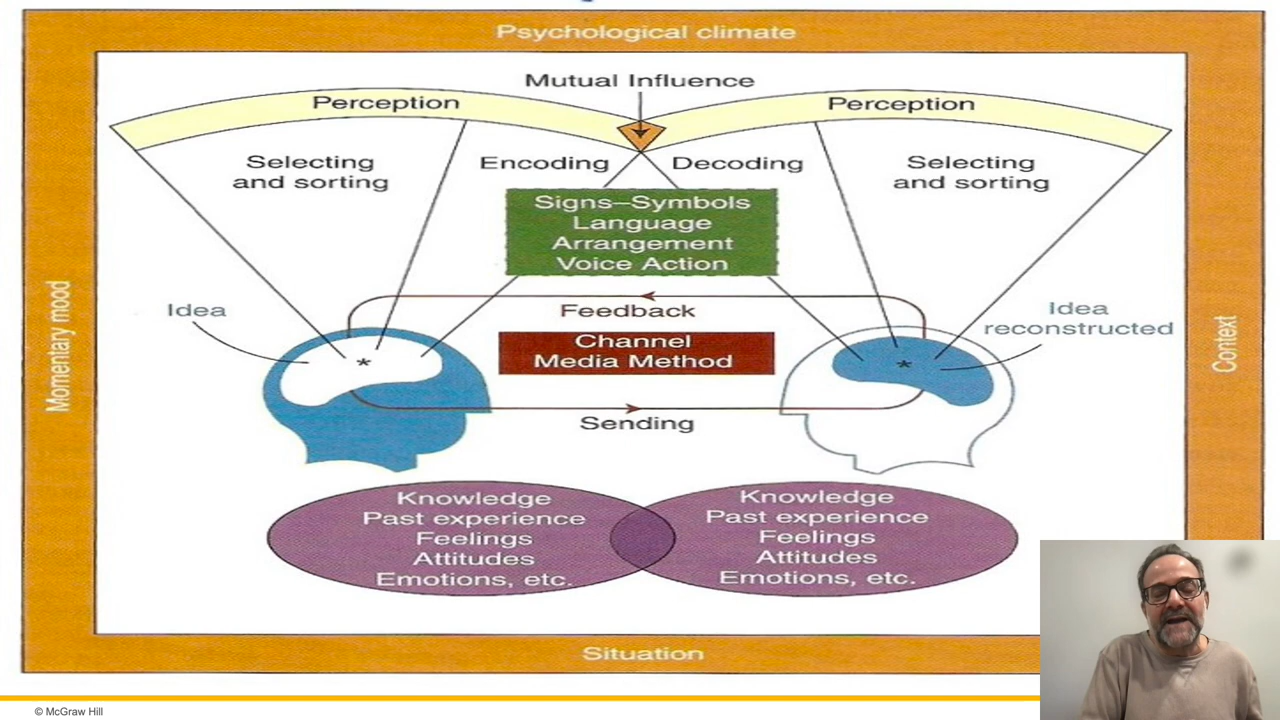 Psychological climate
Mutual Influence
Perception
Perception
Selecting
and sorting
Encoding
Decoding
Selecting
and sorting
Signs–Symbols
Language
Arrangement
Voice Action
Momentary mood
Idea
Feedback
Idea
reconstructed
Context
Channel
Media Method
*
*
Sending
Knowledge
Past experience
Feelings
Attitudes
Emotions, etc.
Knowledge
Past experience
Feelings
Attitudes
Emotions, etc.
Situation
© McGraw Hill